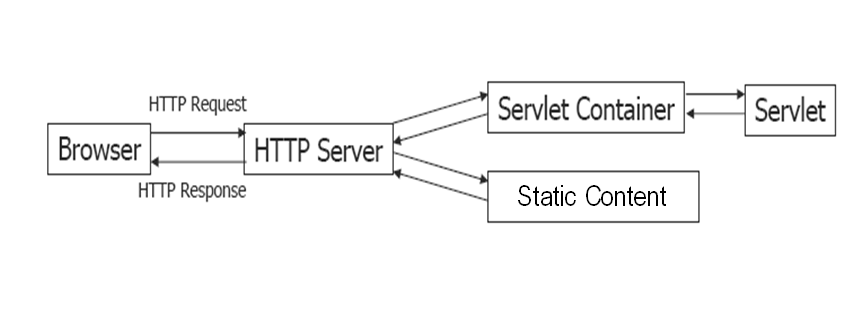 HTTP Request
Browser
HTTP Server
HTTP Response
Servlet Container
Servlet
Static Content